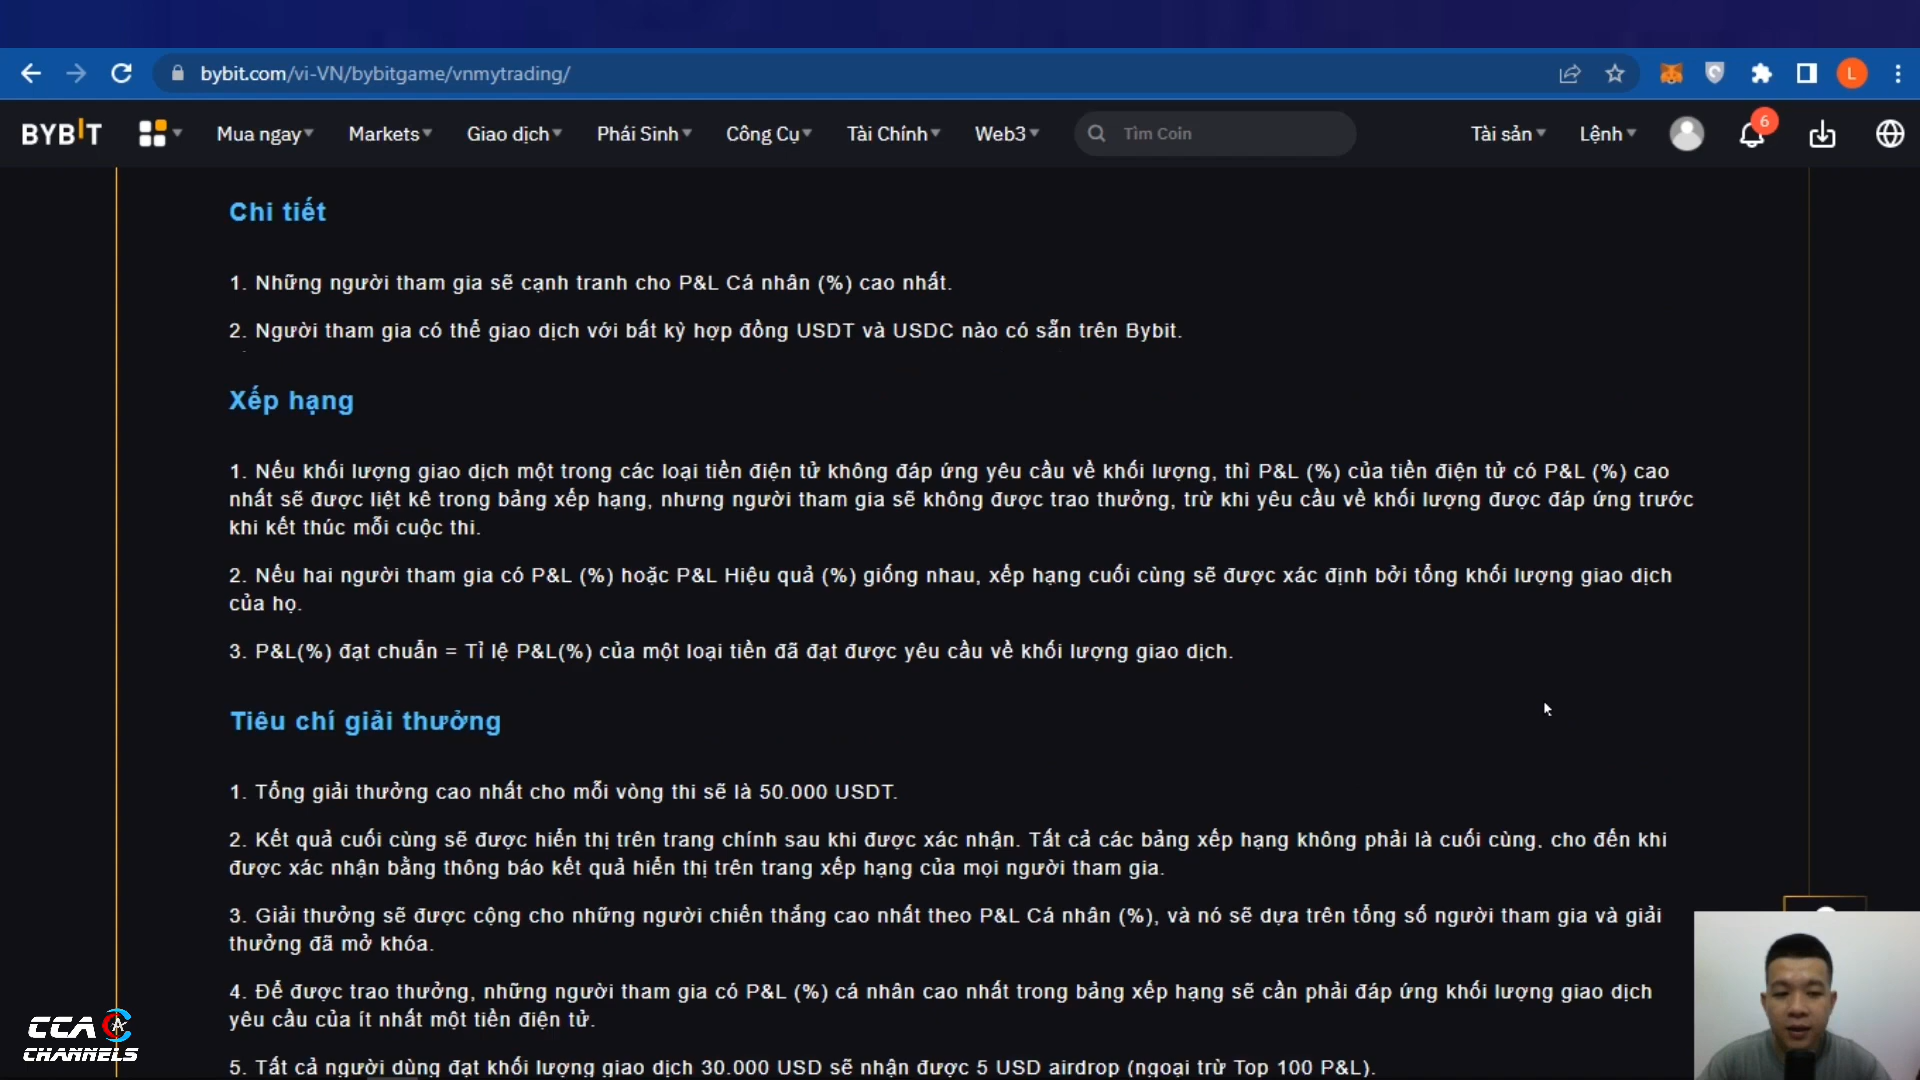 bybit.com/vi-VN/bybitgame/vnmytrading/
L
BYBIT
Mua ngay
Markets
Giao dịch
Phái Sinh
Công Cụ
Tài Chính
Web3
Tìm Coin
Tài sản
Lệnh
6
Chi tiết
1. Những người tham gia sẽ cạnh tranh cho P&L Cá nhân (%) cao nhất.
2. Người tham gia có thể giao dịch với bất kỳ hợp đồng USDT và USDC nào có sẵn trên Bybit.
Xếp hạng
1. Nếu khối lượng giao dịch một trong các loại tiền điện tử không đáp ứng yêu cầu về khối lượng, thì P&L (%) của tiền điện tử có P&L (%) cao
nhất sẽ được liệt kê trong bảng xếp hạng, nhưng người tham gia sẽ không được trao thưởng, trừ khi yêu cầu về khối lượng được đáp ứng trước
khi kết thúc mỗi cuộc thi.
2. Nếu hai người tham gia có P&L (%) hoặc P&L Hiệu quả (%) giống nhau, xếp hạng cuối cùng sẽ được xác định bởi tổng khối lượng giao dịch
của họ.
3. P&L(%) đạt chuẩn = Tỉ lệ P&L(%) của một loại tiền đã đạt được yêu cầu về khối lượng giao dịch.
Tiêu chí giải thưởng
1. Tổng giải thưởng cao nhất cho mỗi vòng thi sẽ là 50.000 USDT.
2. Kết quả cuối cùng sẽ được hiển thị trên trang chính sau khi được xác nhận. Tất cả các bảng xếp hạng không phải là cuối cùng, cho đến khi
được xác nhận bằng thông báo kết quả hiển thị trên trang xếp hạng của mọi người tham gia.
3. Giải thưởng sẽ được cộng cho những người chiến thắng cao nhất theo P&L Cá nhân (%), và nó sẽ dựa trên tổng số người tham gia và giải
thưởng đã mở khóa.
4. Để được trao thưởng, những người tham gia có P&L (%) cá nhân cao nhất trong bảng xếp hạng sẽ cần phải đáp ứng khối lượng giao dịch
yêu cầu của ít nhất một tiền điện tử.
5. Tất cả người dùng đạt khối lượng giao dịch 30.000 USD sẽ nhận được 5 USD airdrop (ngoại trừ Top 100 P&L).
CCA
CHANNELS